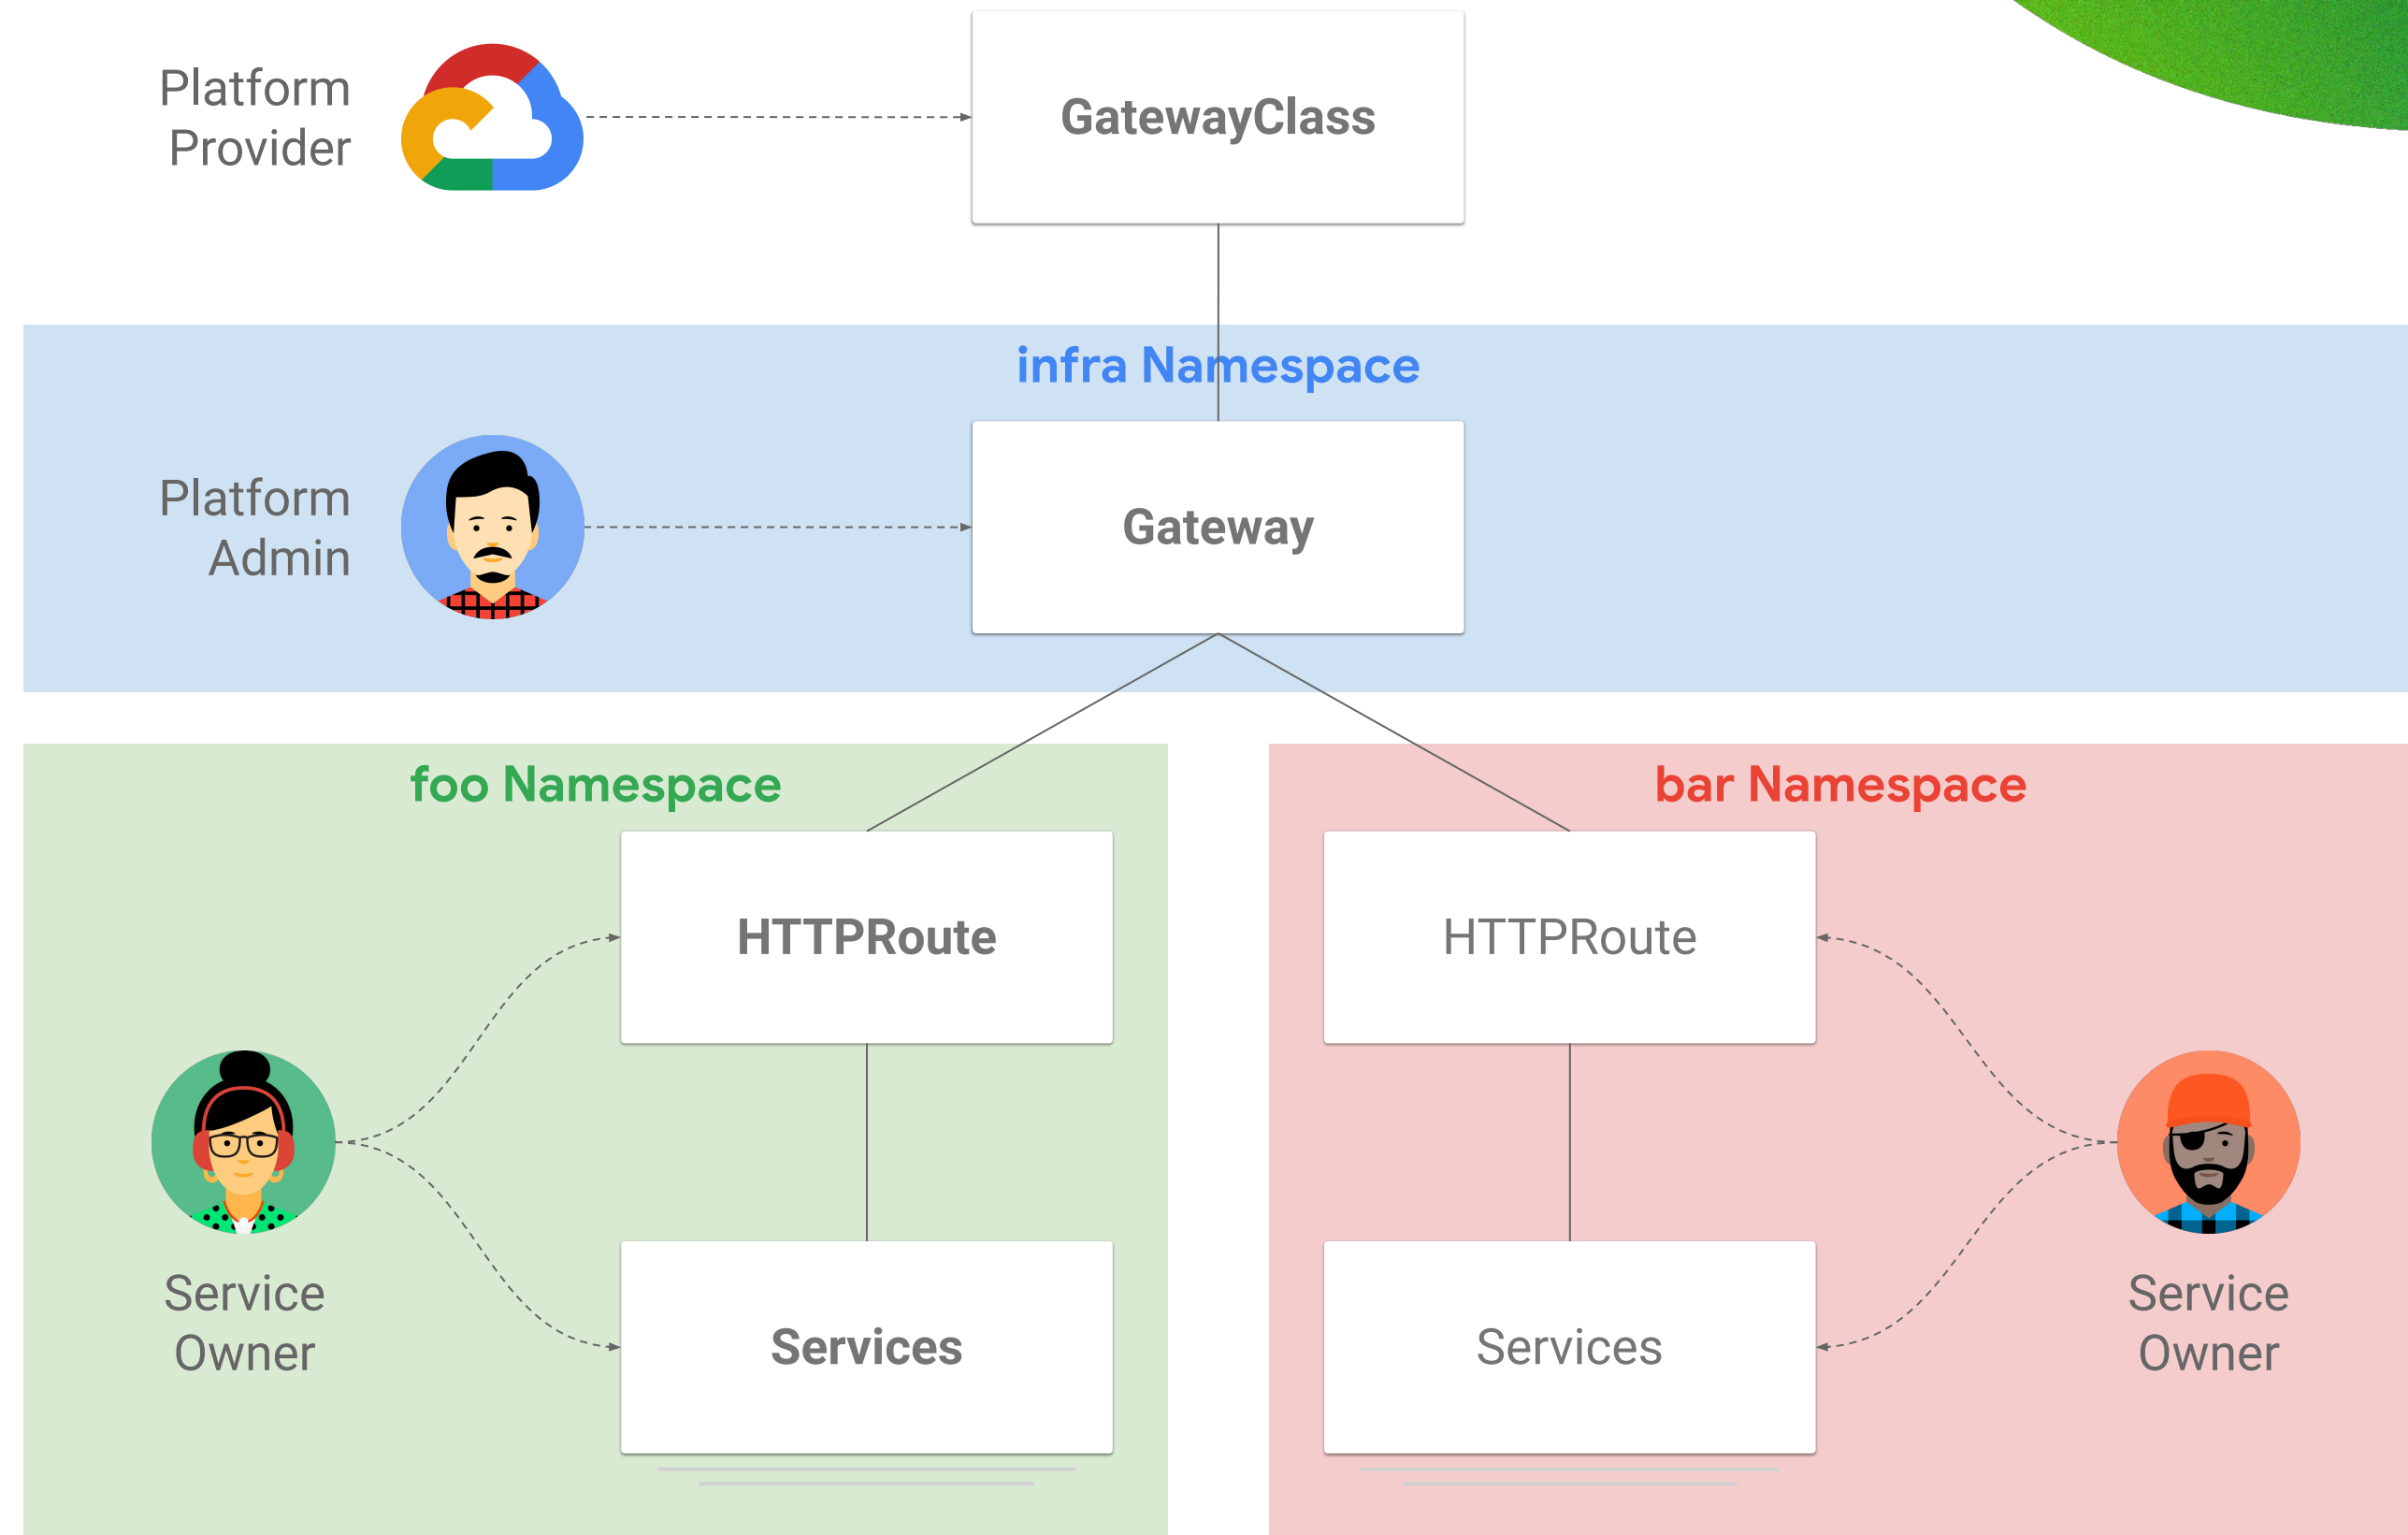 Platform
Provider
GatewayClass
infra Namespace
Platform
Admin
Gateway
foo Namespace
HTTPRoute
Service
Owner
Services
bar Namespace
HTTPRoute
Services
Service
Owner